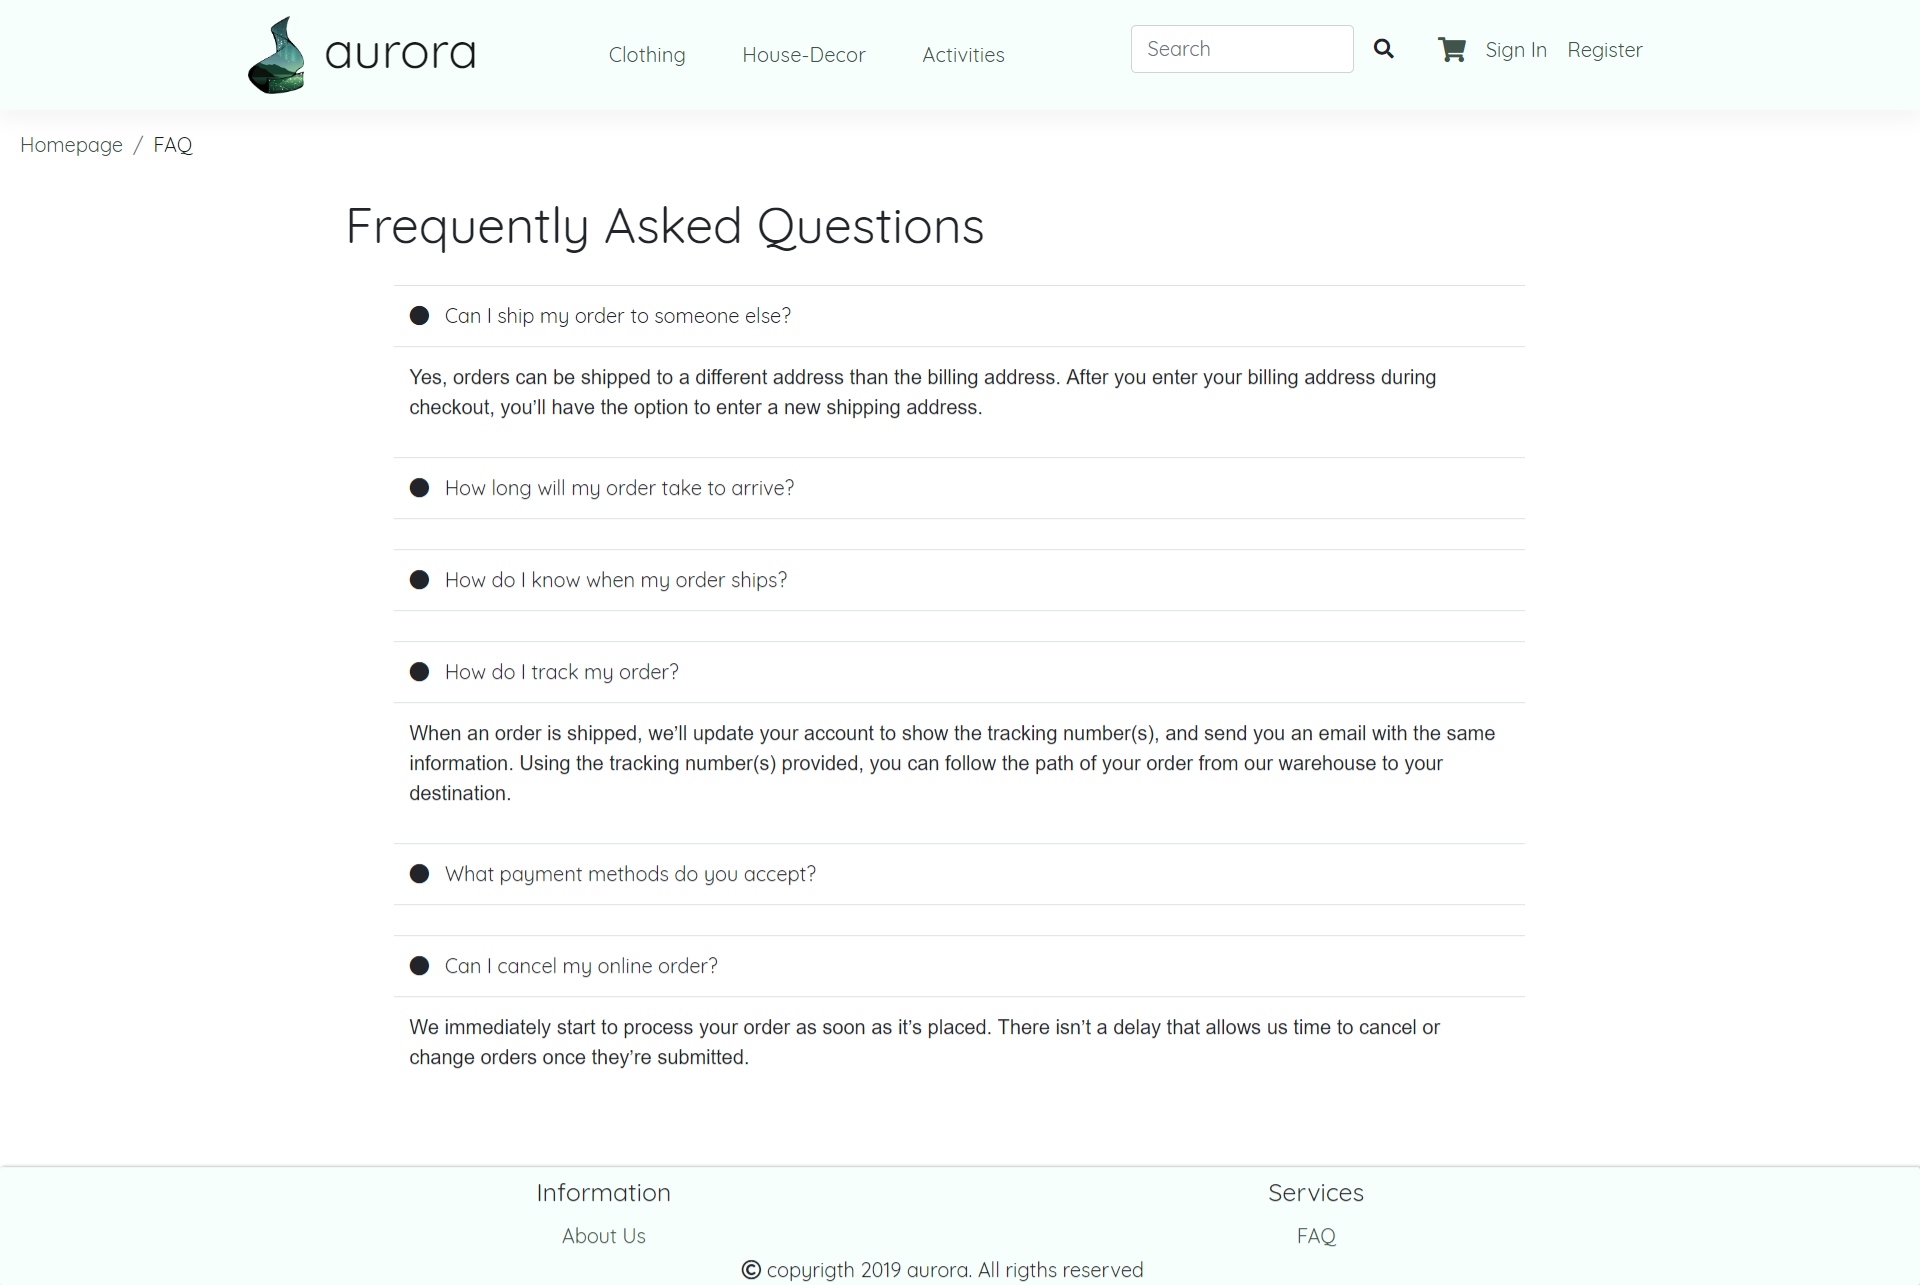 aurora
Clothing
House-Decor
Activities
Search
Sign In
Register
Homepage / FAQ
Frequently Asked Questions
Can I ship my order to someone else?
Yes, orders can be shipped to a different address than the billing address. After you enter your billing address during
checkout, you’ll have the option to enter a new shipping address.
How long will my order take to arrive?
How do I know when my order ships?
How do I track my order?
When an order is shipped, we’ll update your account to show the tracking number(s), and send you an email with the same
information. Using the tracking number(s) provided, you can follow the path of your order from our warehouse to your
destination.
What payment methods do you accept?
Can I cancel my online order?
We immediately start to process your order as soon as it’s placed. There isn’t a delay that allows us time to cancel or
change orders once they’re submitted.
Information
Services
About Us
FAQ
© copyrigth 2019 aurora. All rigths reserved